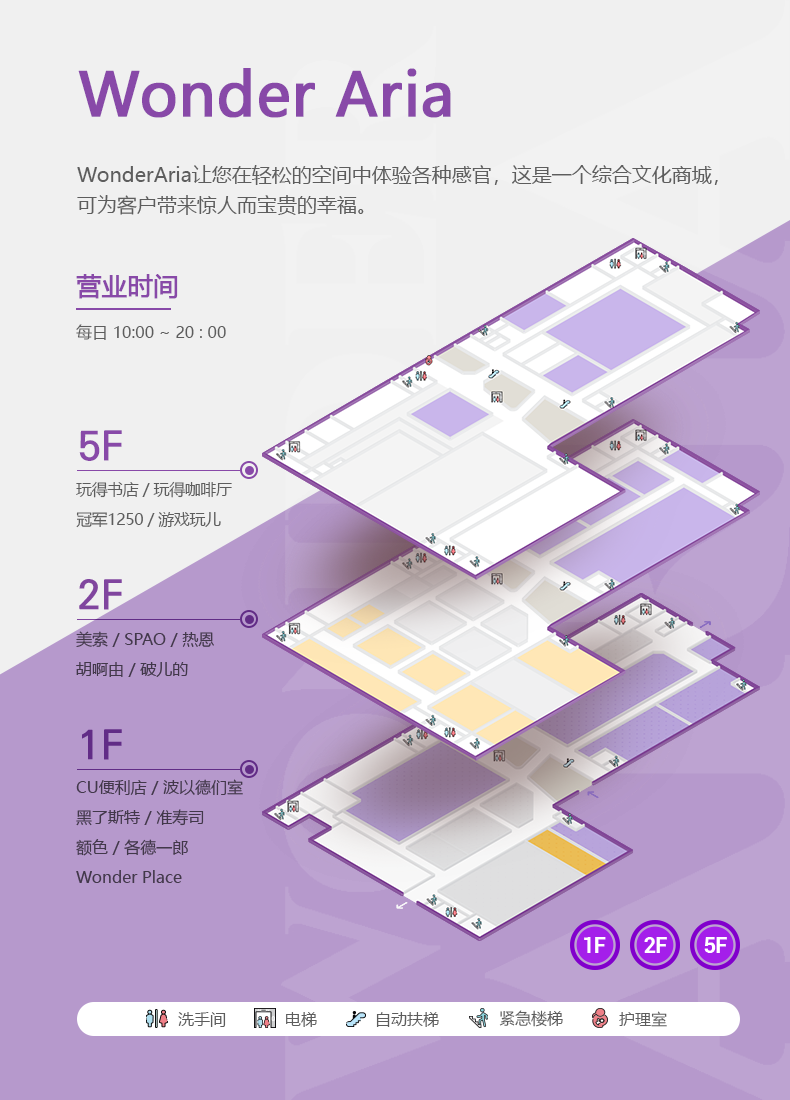 Wonder Aria
WonderAria让您在轻松的空间中体验各种感官，这是一个综合文化商城，
可为客户带来惊人而宝贵的幸福。
营业时间
每日 10:00 ~ 20 : 00
5F
玩得书店 / 玩得咖啡厅
冠军1250 / 游戏玩儿
2F
美索 / SPAO / 热恩
胡啊由 / 破儿的
1F
CU便利店 / 波以德们室
黑了斯特 / 准寿司
额色 / 各德一郎
Wonder Place
1F 2F 5F
洗手间 电梯 自动扶梯 紧急楼梯 护理室